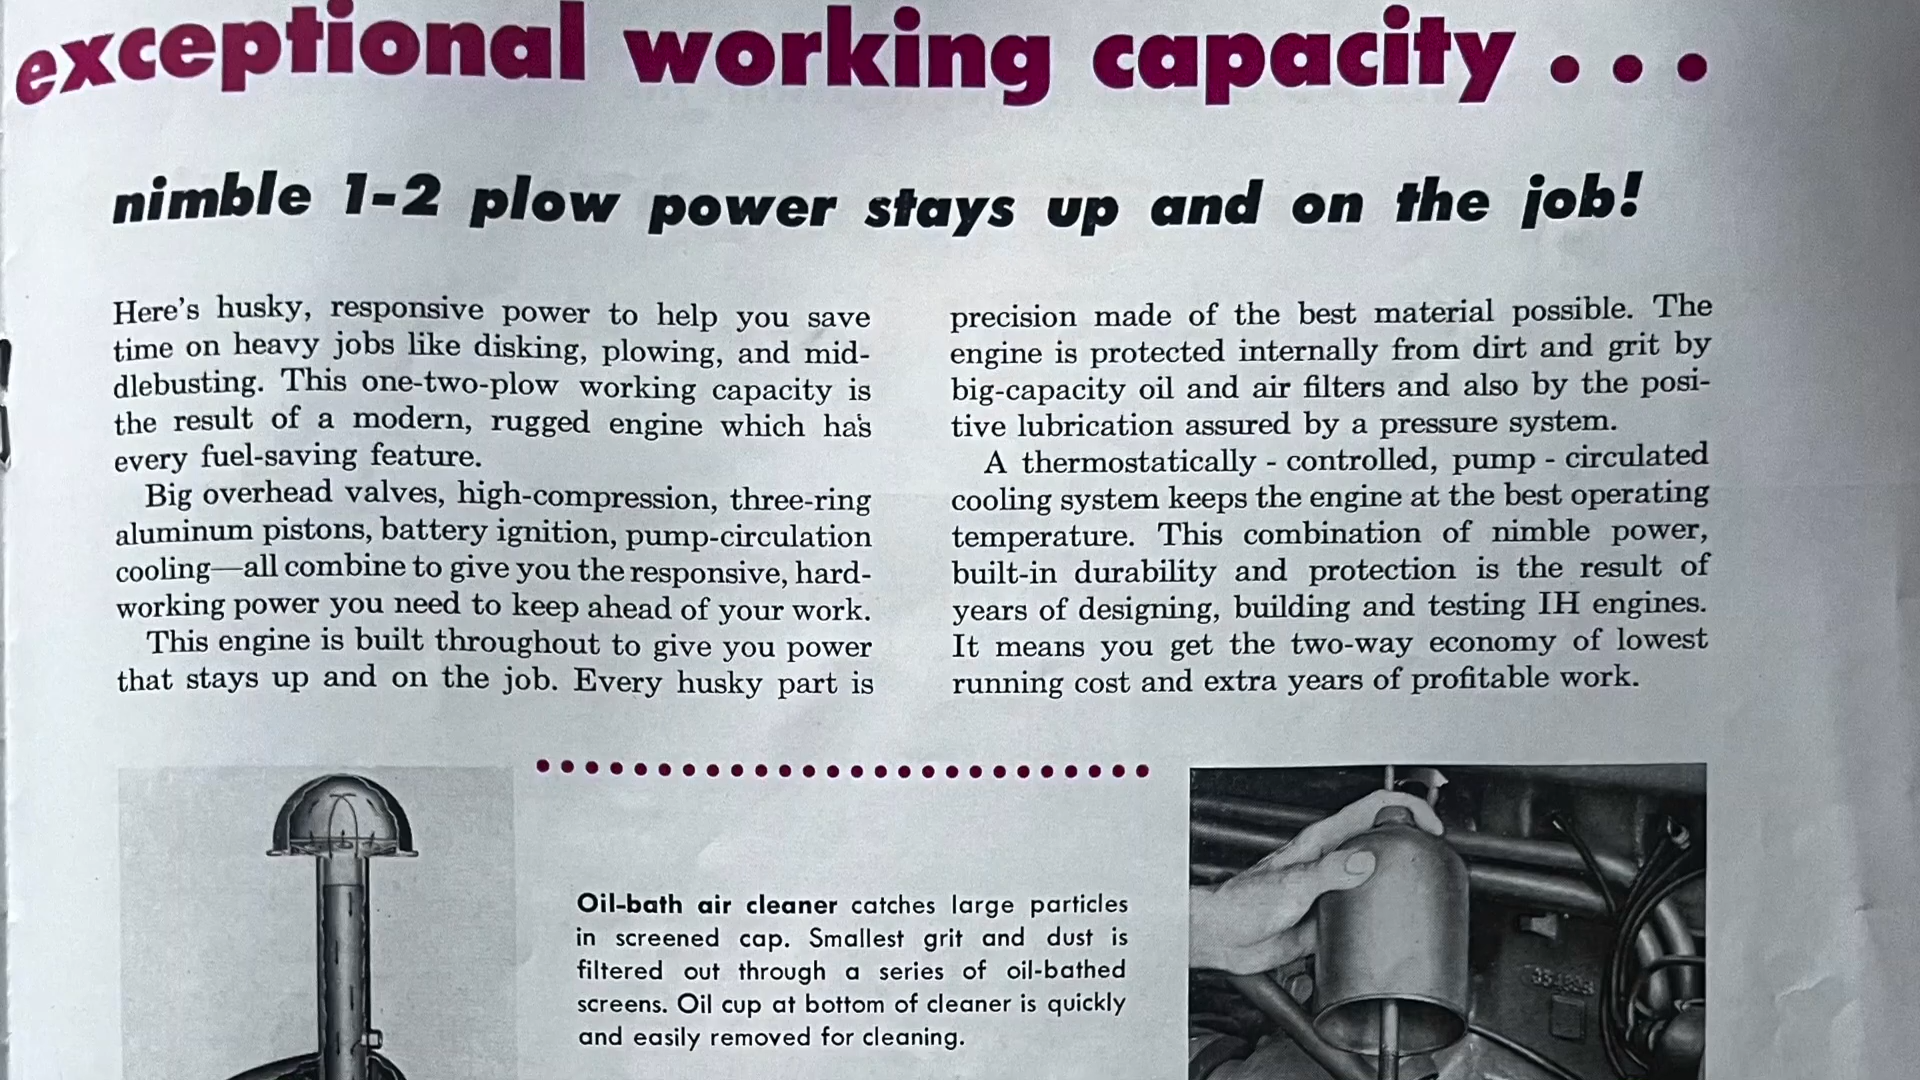 exceptional working capacity...
nimble 1-2 plow power stays up and on the job!
Here's husky, responsive power to help you save
time on heavy jobs like disking, plowing, and mid-
dlebusting. This one-two-plow working capacity is
the result of a modern, rugged engine which has
every fuel-saving feature.
Big overhead valves, high-compression, three-ring
aluminum pistons, battery ignition, pump-circulation
cooling—all combine to give you the responsive, hard-
working power you need to keep ahead of your work.
This engine is built throughout to give you power
that stays up and on the job. Every husky part is
precision made of the best material possible. The
engine is protected internally from dirt and grit by
big-capacity oil and air filters and also by the posi-
tive lubrication assured by a pressure system.
A thermostatically - controlled, pump - circulated
cooling system keeps the engine at the best operating
temperature. This combination of nimble power,
built-in durability and protection is the result of
years of designing, building and testing IH engines.
It means you get the two-way economy of lowest
running cost and extra years of profitable work.
Oil-bath air cleaner catches large particles
in screened cap. Smallest grit and dust is
filtered out through a series of oil-bathed
screens. Oil cup at bottom of cleaner is quickly
and easily removed for cleaning.